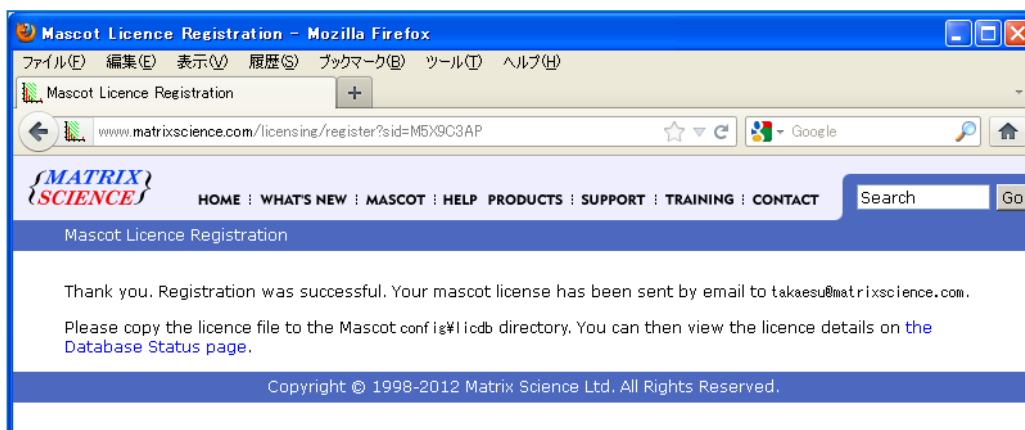 Mascot Licence Registration - Mozilla Firefox
ファイル(F) 編集(E) 表示(V) 履歴(S) ブックマーク(B) ツール(T) ヘルプ(H)
Mascot Licence Registration +
www.matrixscience.com/licensing/register?sid=M5X9C3AP Google
{MATRIX
SCIENCE}
HOME : WHAT'S NEW : MASCOT : HELP PRODUCTS : SUPPORT : TRAINING : CONTACT Search Go
Mascot Licence Registration
Thank you. Registration was successful. Your mascot license has been sent by email to takaesu@matrixscience.com.
Please copy the licence file to the Mascot config¥licdb directory. You can then view the licence details on the
Database Status page.
Copyright © 1998-2012 Matrix Science Ltd. All Rights Reserved.